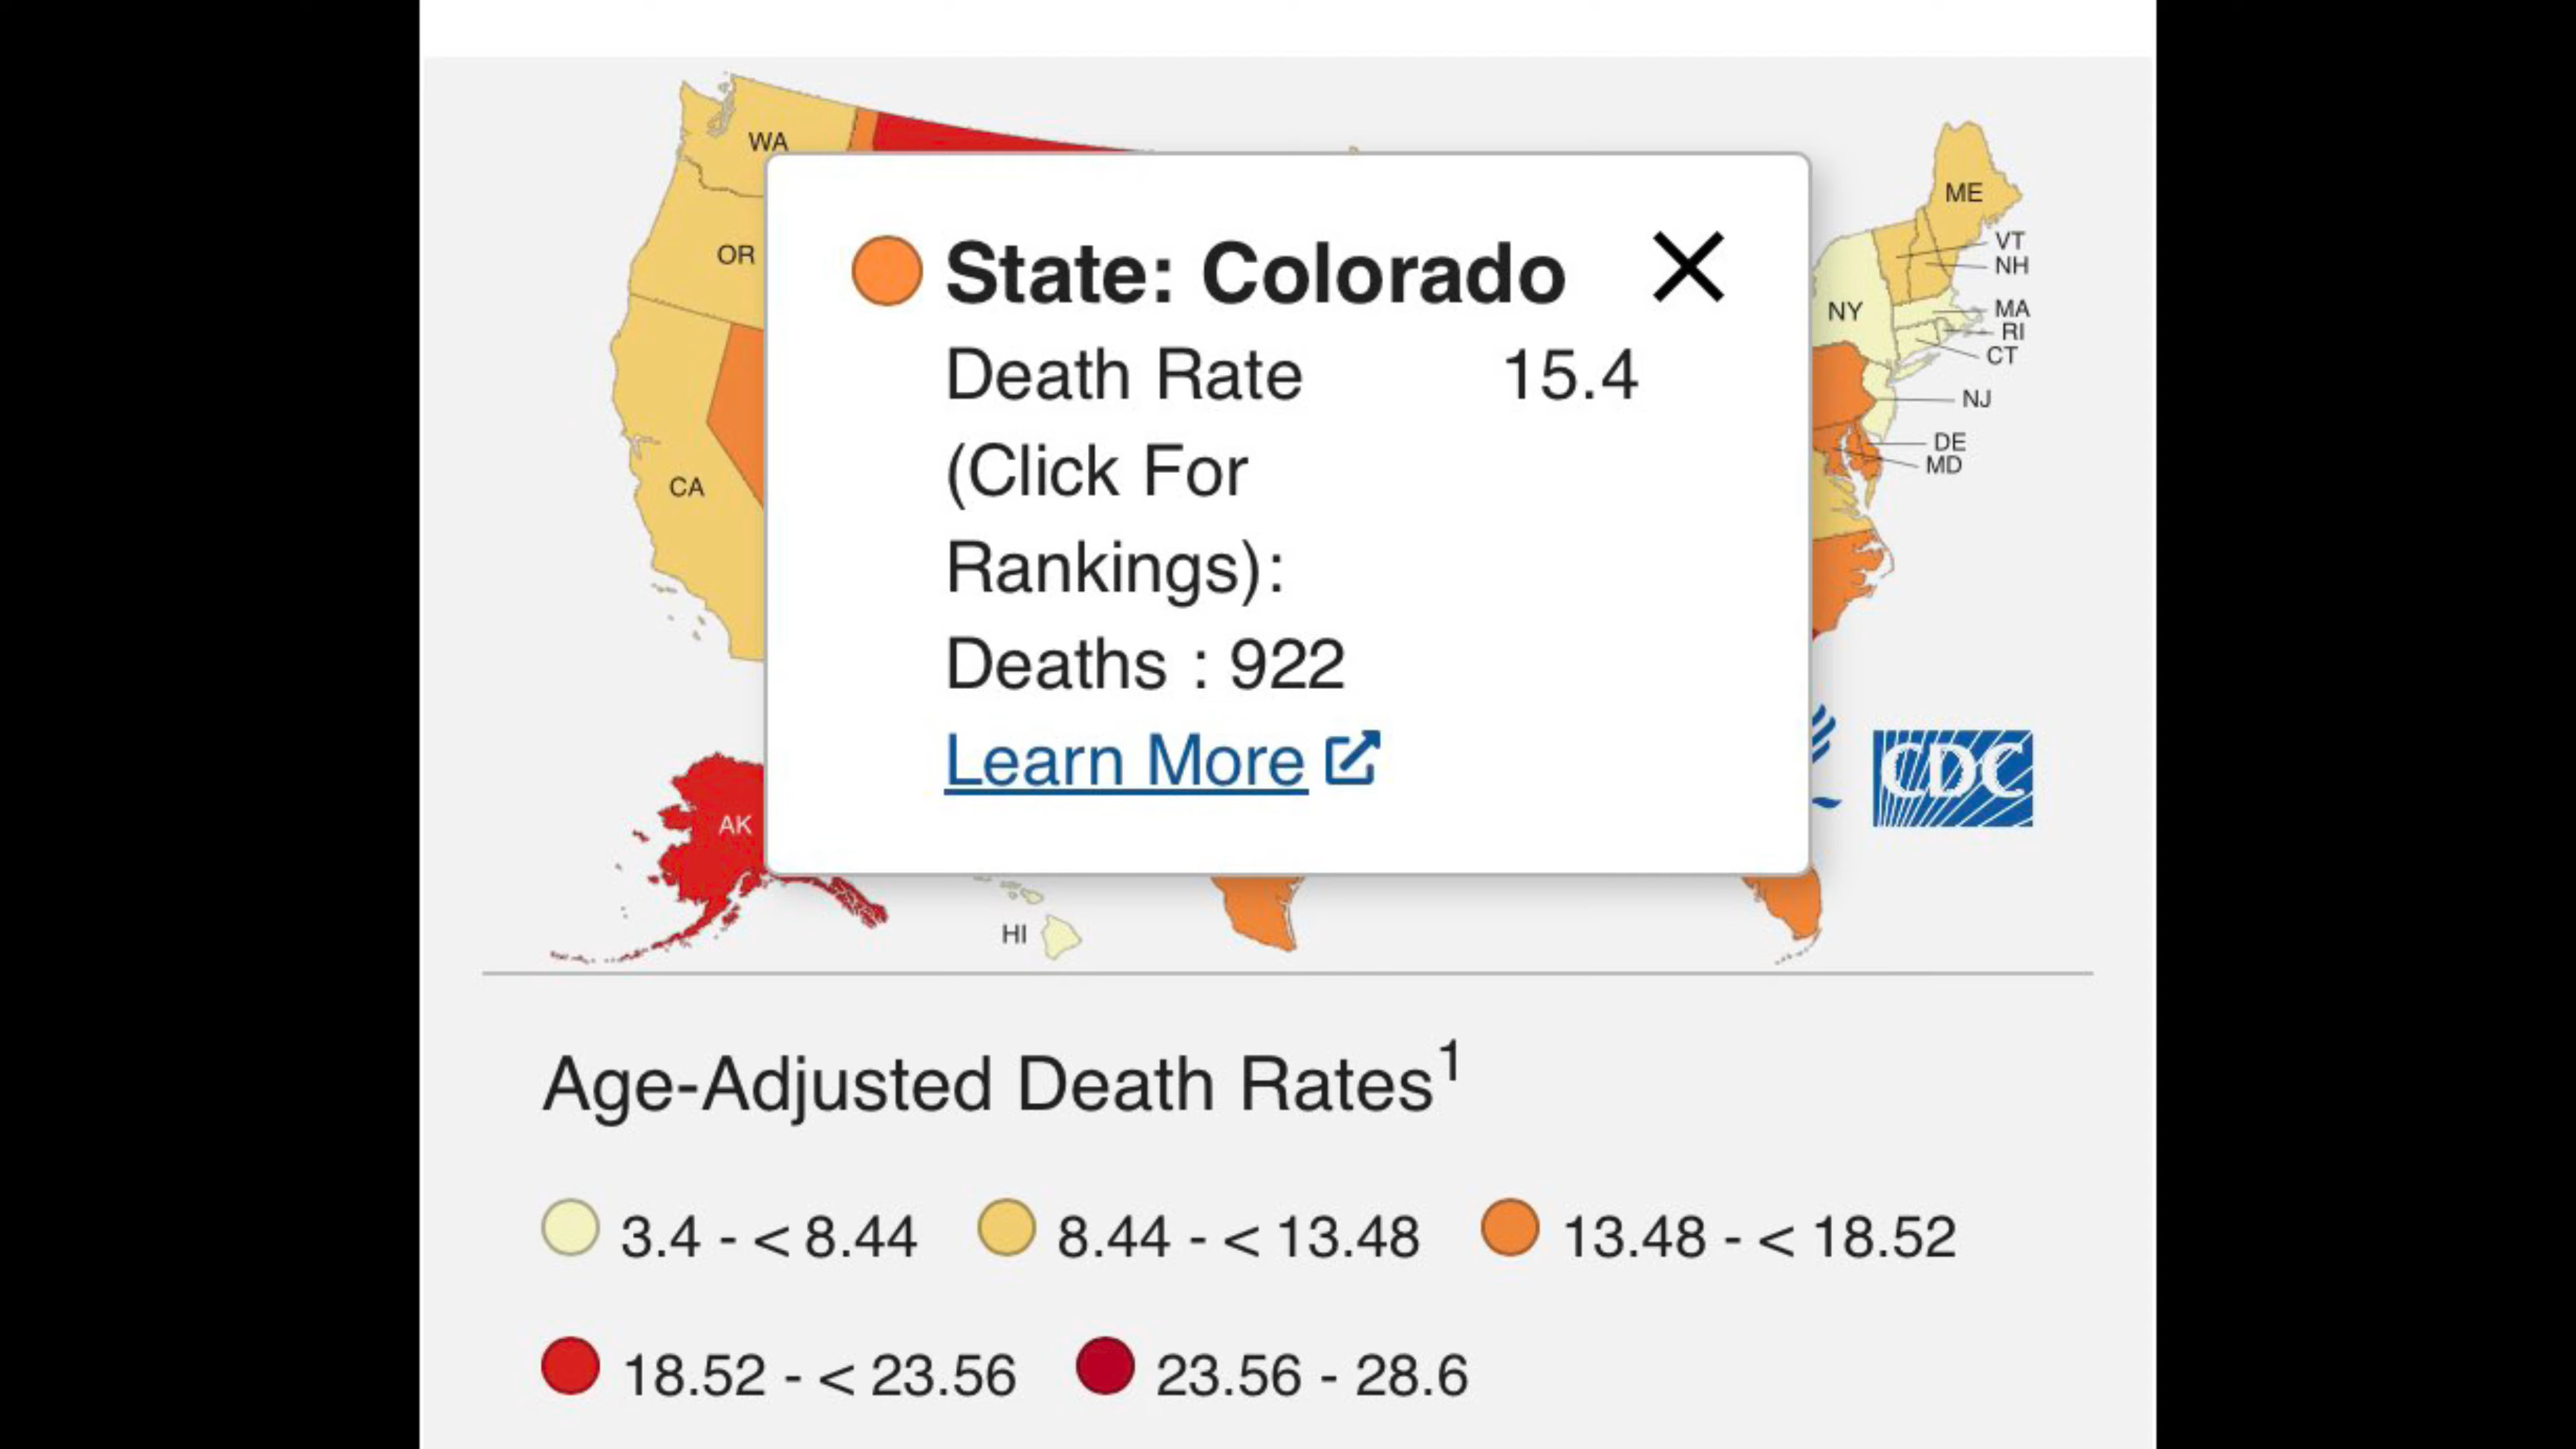 WA
ME
State: Colorado
OR
VT
NH
NY
MA
RI
CT
Death Rate 15.4
NJ
(Click For
DE
MD
CA
Rankings):
Deaths : 922
Learn More
CDC
AK
HI
Age-Adjusted Death Rates1
3.4 - < 8.44 8.44 - < 13.48 13.48 - < 18.52
18.52 - < 23.56 23.56 - 28.6